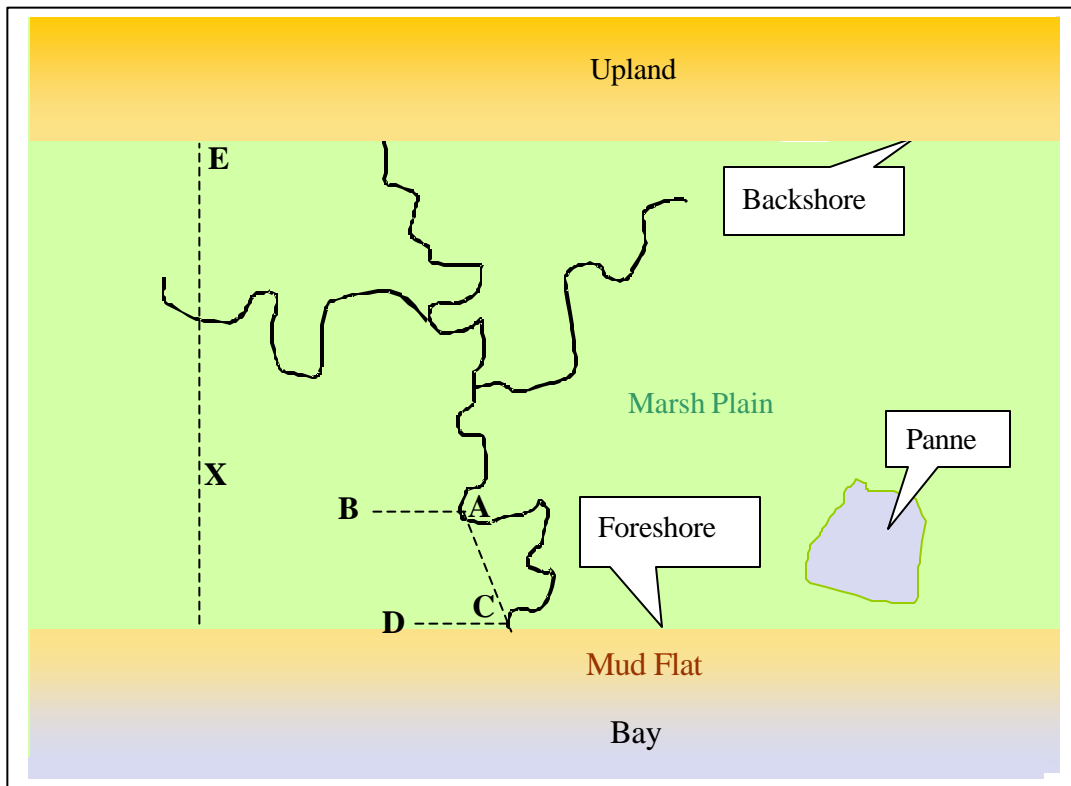 Upland
E
Backshore
Marsh Plain
Panne
X
B
A
Foreshore
C
D
Mud Flat
Bay